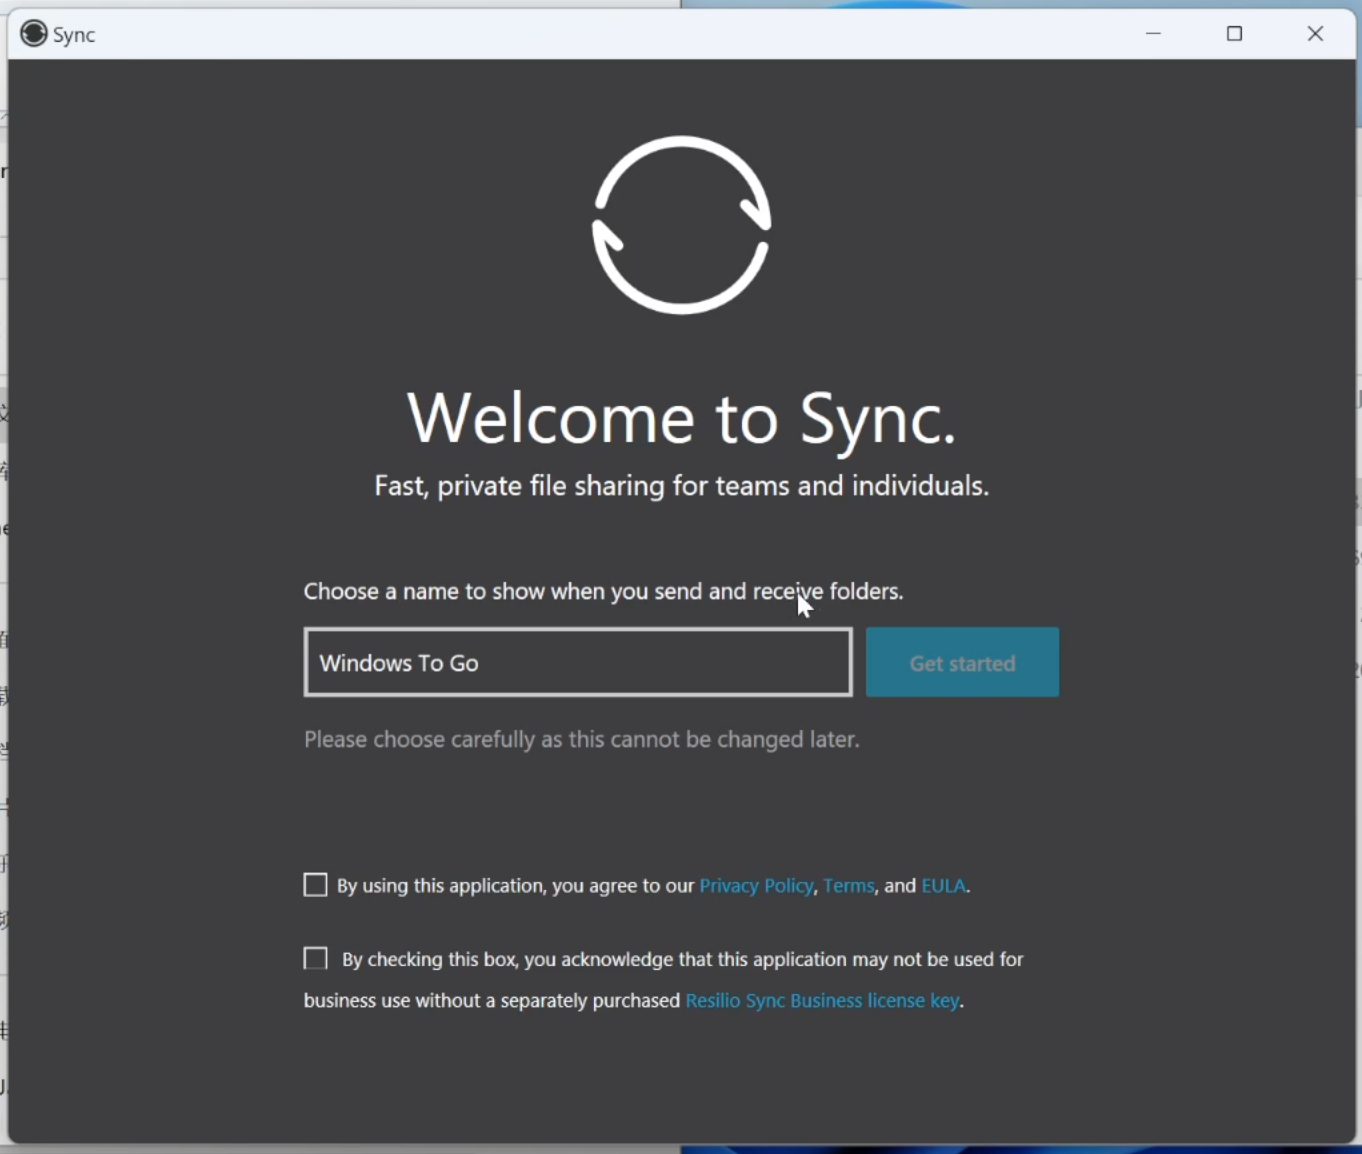 Sync
Welcome to Sync.
Fast, private file sharing for teams and individuals.
Choose a name to show when you send and receive folders.
Windows To Go
Get started
Please choose carefully as this cannot be changed later.
By using this application, you agree to our Privacy Policy, Terms, and EULA.
By checking this box, you acknowledge that this application may not be used for
business use without a separately purchased Resilio Sync Business license key.